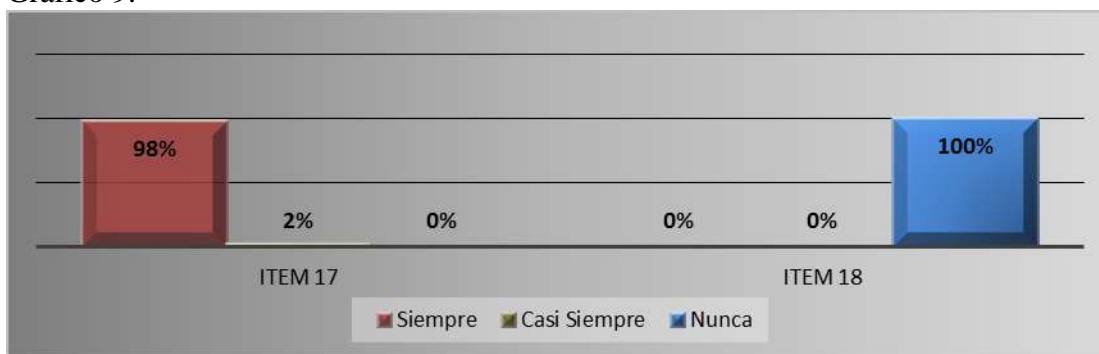 Gráfico 9.
98%
2%
0%
0%
0%
100%
ITEM 17
ITEM 18
Siempre
Casi Siempre
Nunca